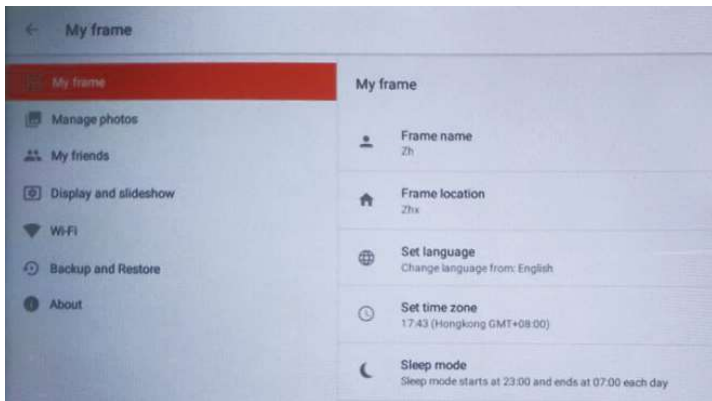 My frame
My frame
Manage photos
My friends
Display and slideshow
Wi-Fi
Backup and Restore
About
My frame
Frame name
Zh
Frame location
Zhx
Set language
Change language from: English
Set time zone
17:43 (Hongkong GMT+08:00)
Sleep mode
Sleep mode starts at 23:00 and ends at 07:00 each day